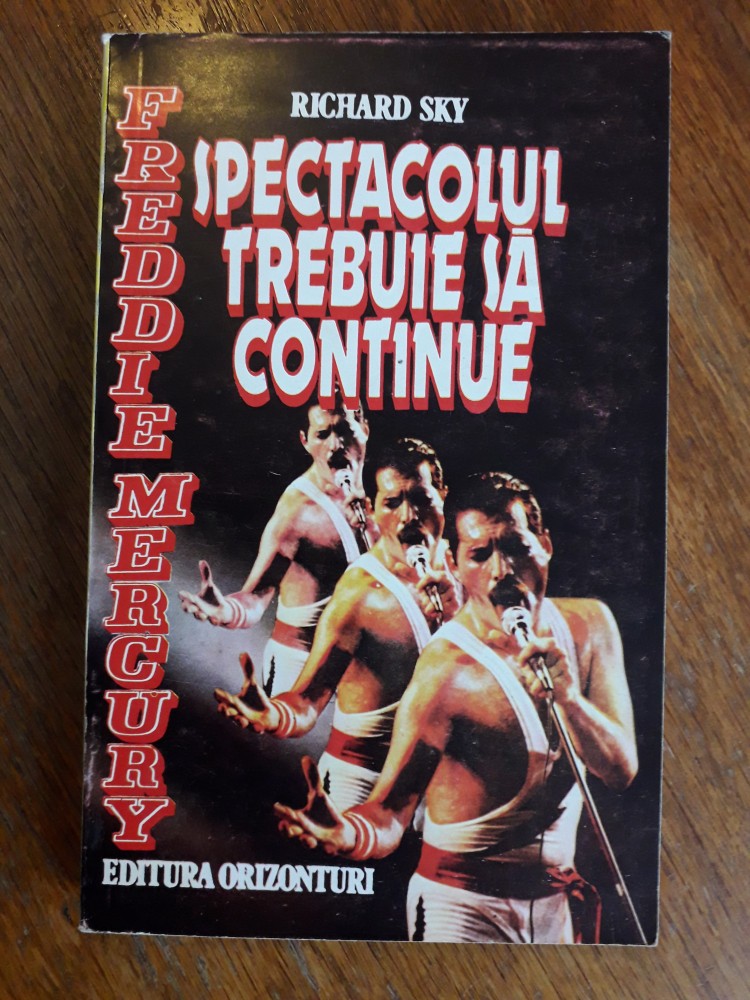 RICHARD SKY
SPECTACOLUL
TREBUIE SĂ
CONTINUE
FREDDIE MERCURY
EDITURA ORIZONTURI